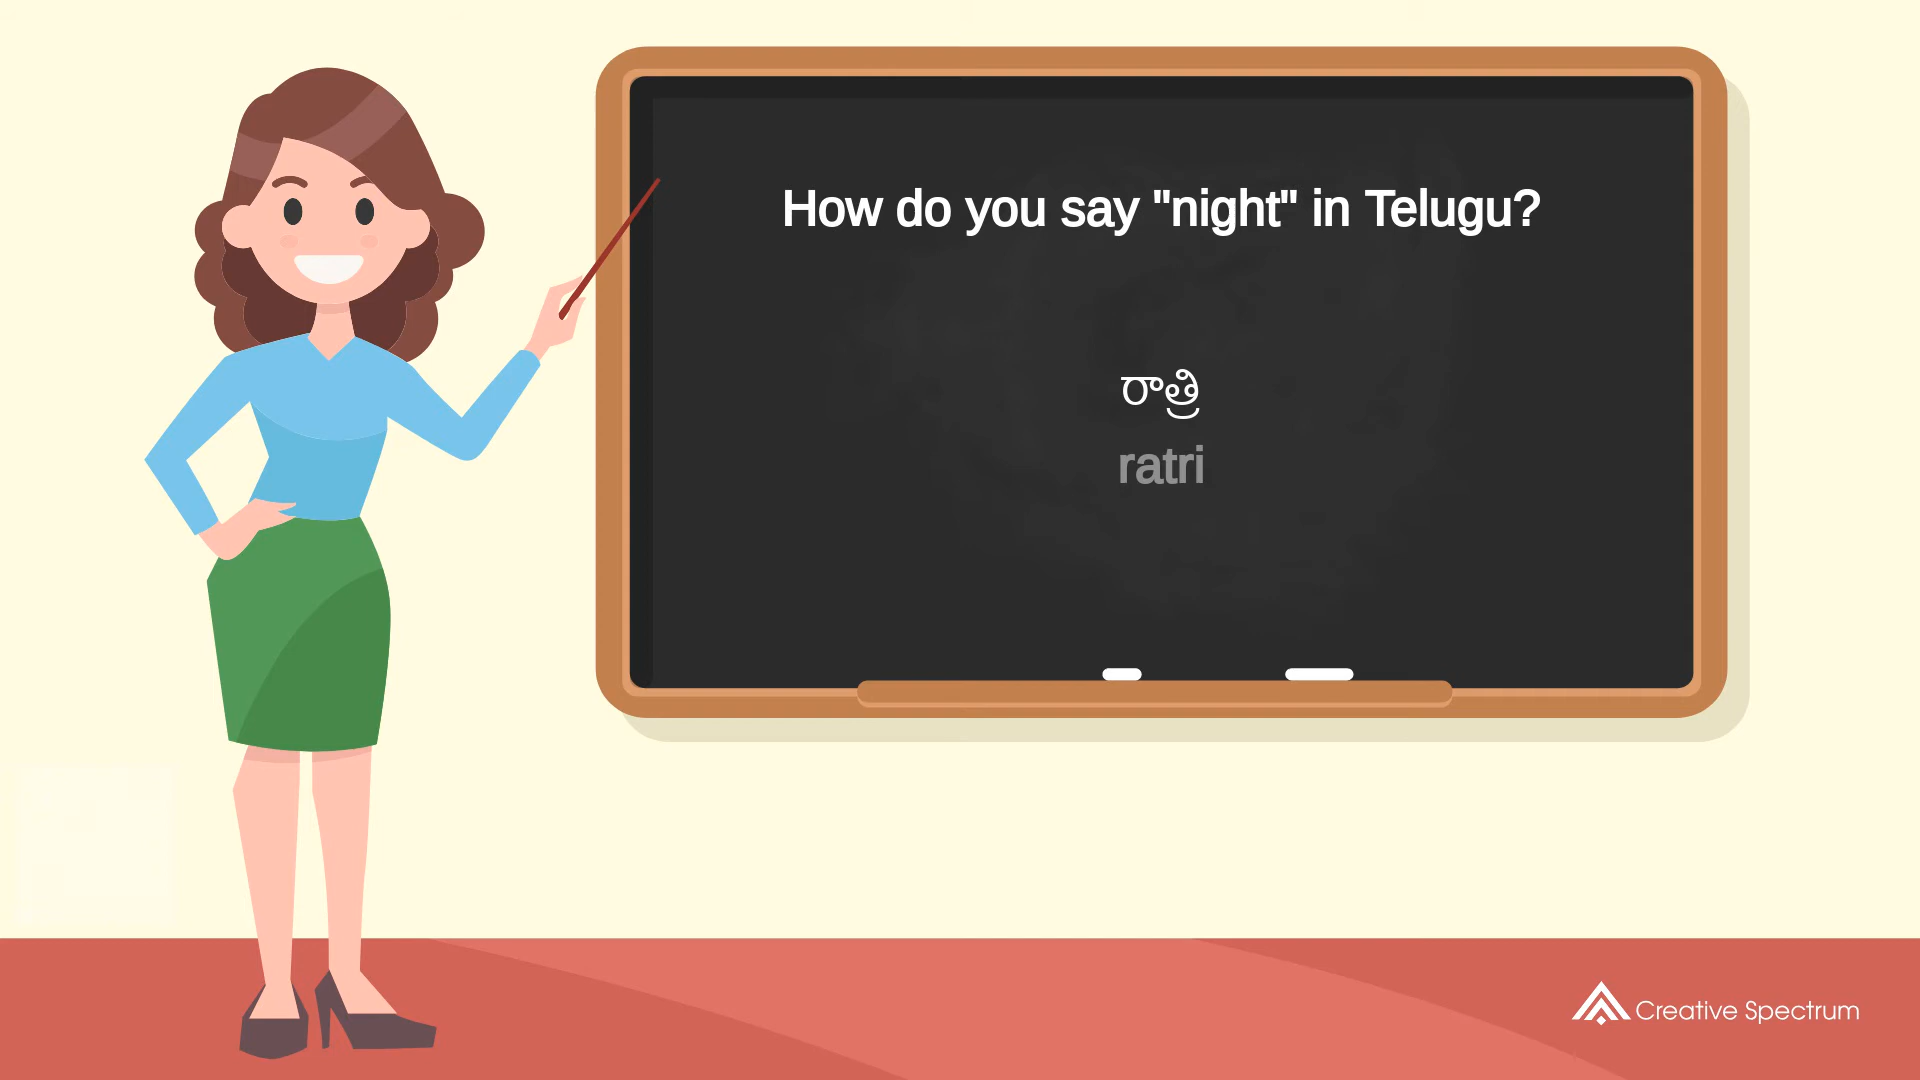 How do you say "night" in Telugu?
రాత్రి
ratri
Creative Spectrum